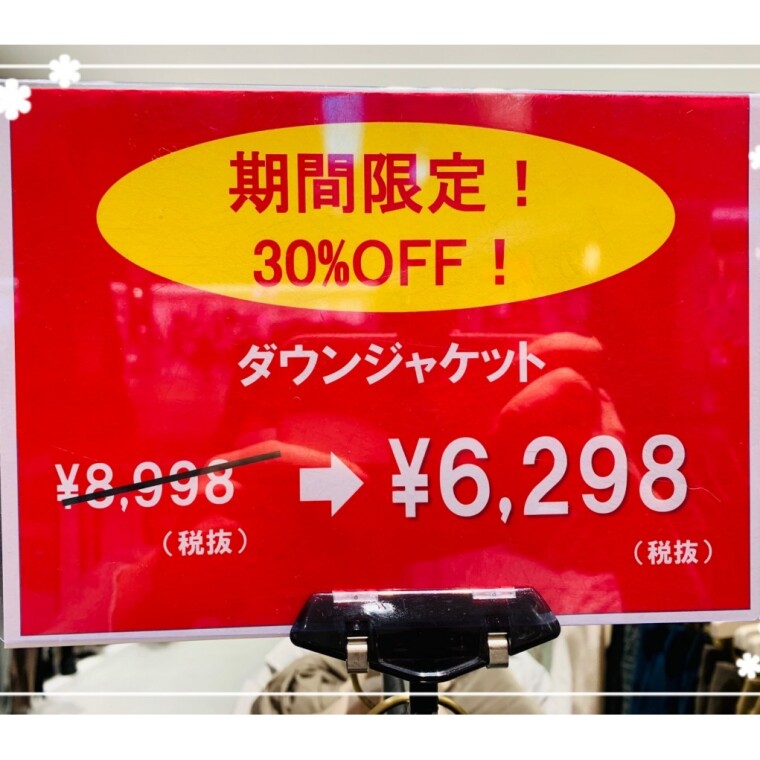 期間限定！
30%OFF！
ダウンジャケット
¥8,998 ➡ ¥6,298
（税抜） （税抜）